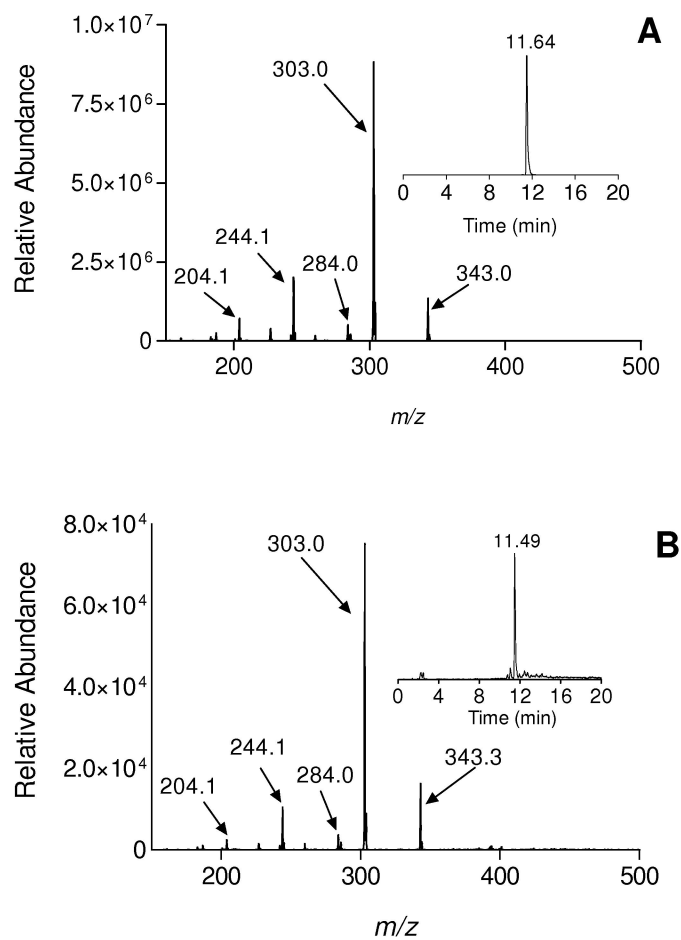 A
1.0×10⁷
7.5×10⁶
5.0×10⁶
2.5×10⁶
0
Relative Abundance
303.0
244.1
204.1
284.0
343.0
200 300 400 500
m/z
11.64
0 4 8 12 16 20
Time (min)
B
8.0×10⁴
6.0×10⁴
4.0×10⁴
2.0×10⁴
0
Relative Abundance
303.0
244.1
204.1
284.0
343.3
200 300 400 500
m/z
11.49
0 4 8 12 16 20
Time (min)